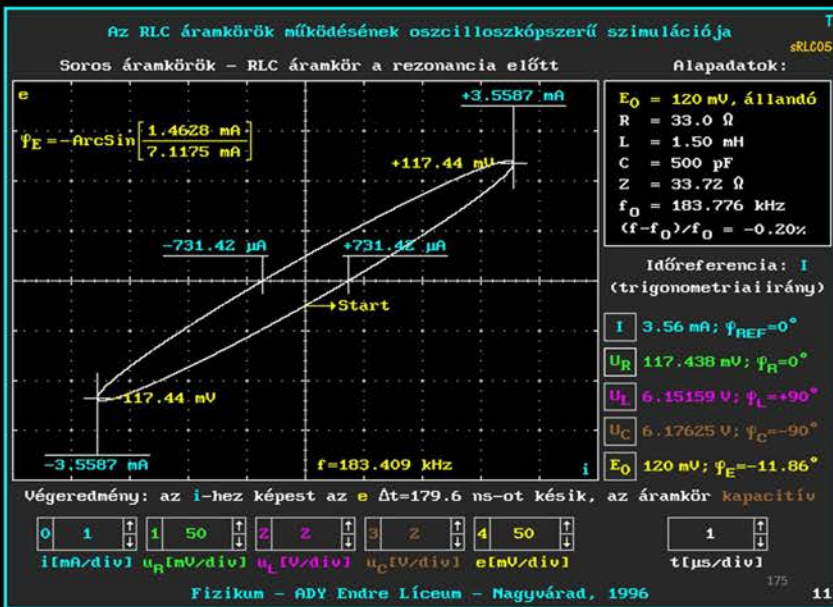 T
Az RLC áramkörök működésének oszcilloszkópszerű szimulációja
sRLC05
Soros áramkörök – RLC áramkör a rezonancia előtt
Alapadatok:
e
+3.5587 mA
φE=-ArcSin[1.4628 mA / 7.1175 mA]
+117.44 mV
-731.42 µA
+731.42 µA
Start
-117.44 mV
-3.5587 mA
f=183.409 kHz
i
E0 = 120 mV, állandó
R = 33.0 Ω
L = 1.50 mH
C = 500 pF
Z = 33.72 Ω
f0 = 183.776 kHz
(f-f0)/f0 = -0.20%
Időreferencia: I
(trigonometriai irány)
I 3.56 mA; φREF=0°
UR 117.438 mV; φR=0°
UL 6.15159 V; φL=+90°
UC 6.17625 V; φC=-90°
E0 120 mV; φE=-11.86°
Végeredmény: az i-hez képest az e Δt=179.6 ns-ot késik, az áramkör kapacitív
0 1 ↑↓ 1 50 ↑↓ 2 2 ↑↓ 3 2 ↑↓ 4 50 ↑↓ 1 ↑↓
i[mA/div] uR[mV/div] uL[V/div] uC[V/div] e[mV/div] t[µs/div]
175
Fizikum – ADY Endre Líceum – Nagyvárad, 1996
11